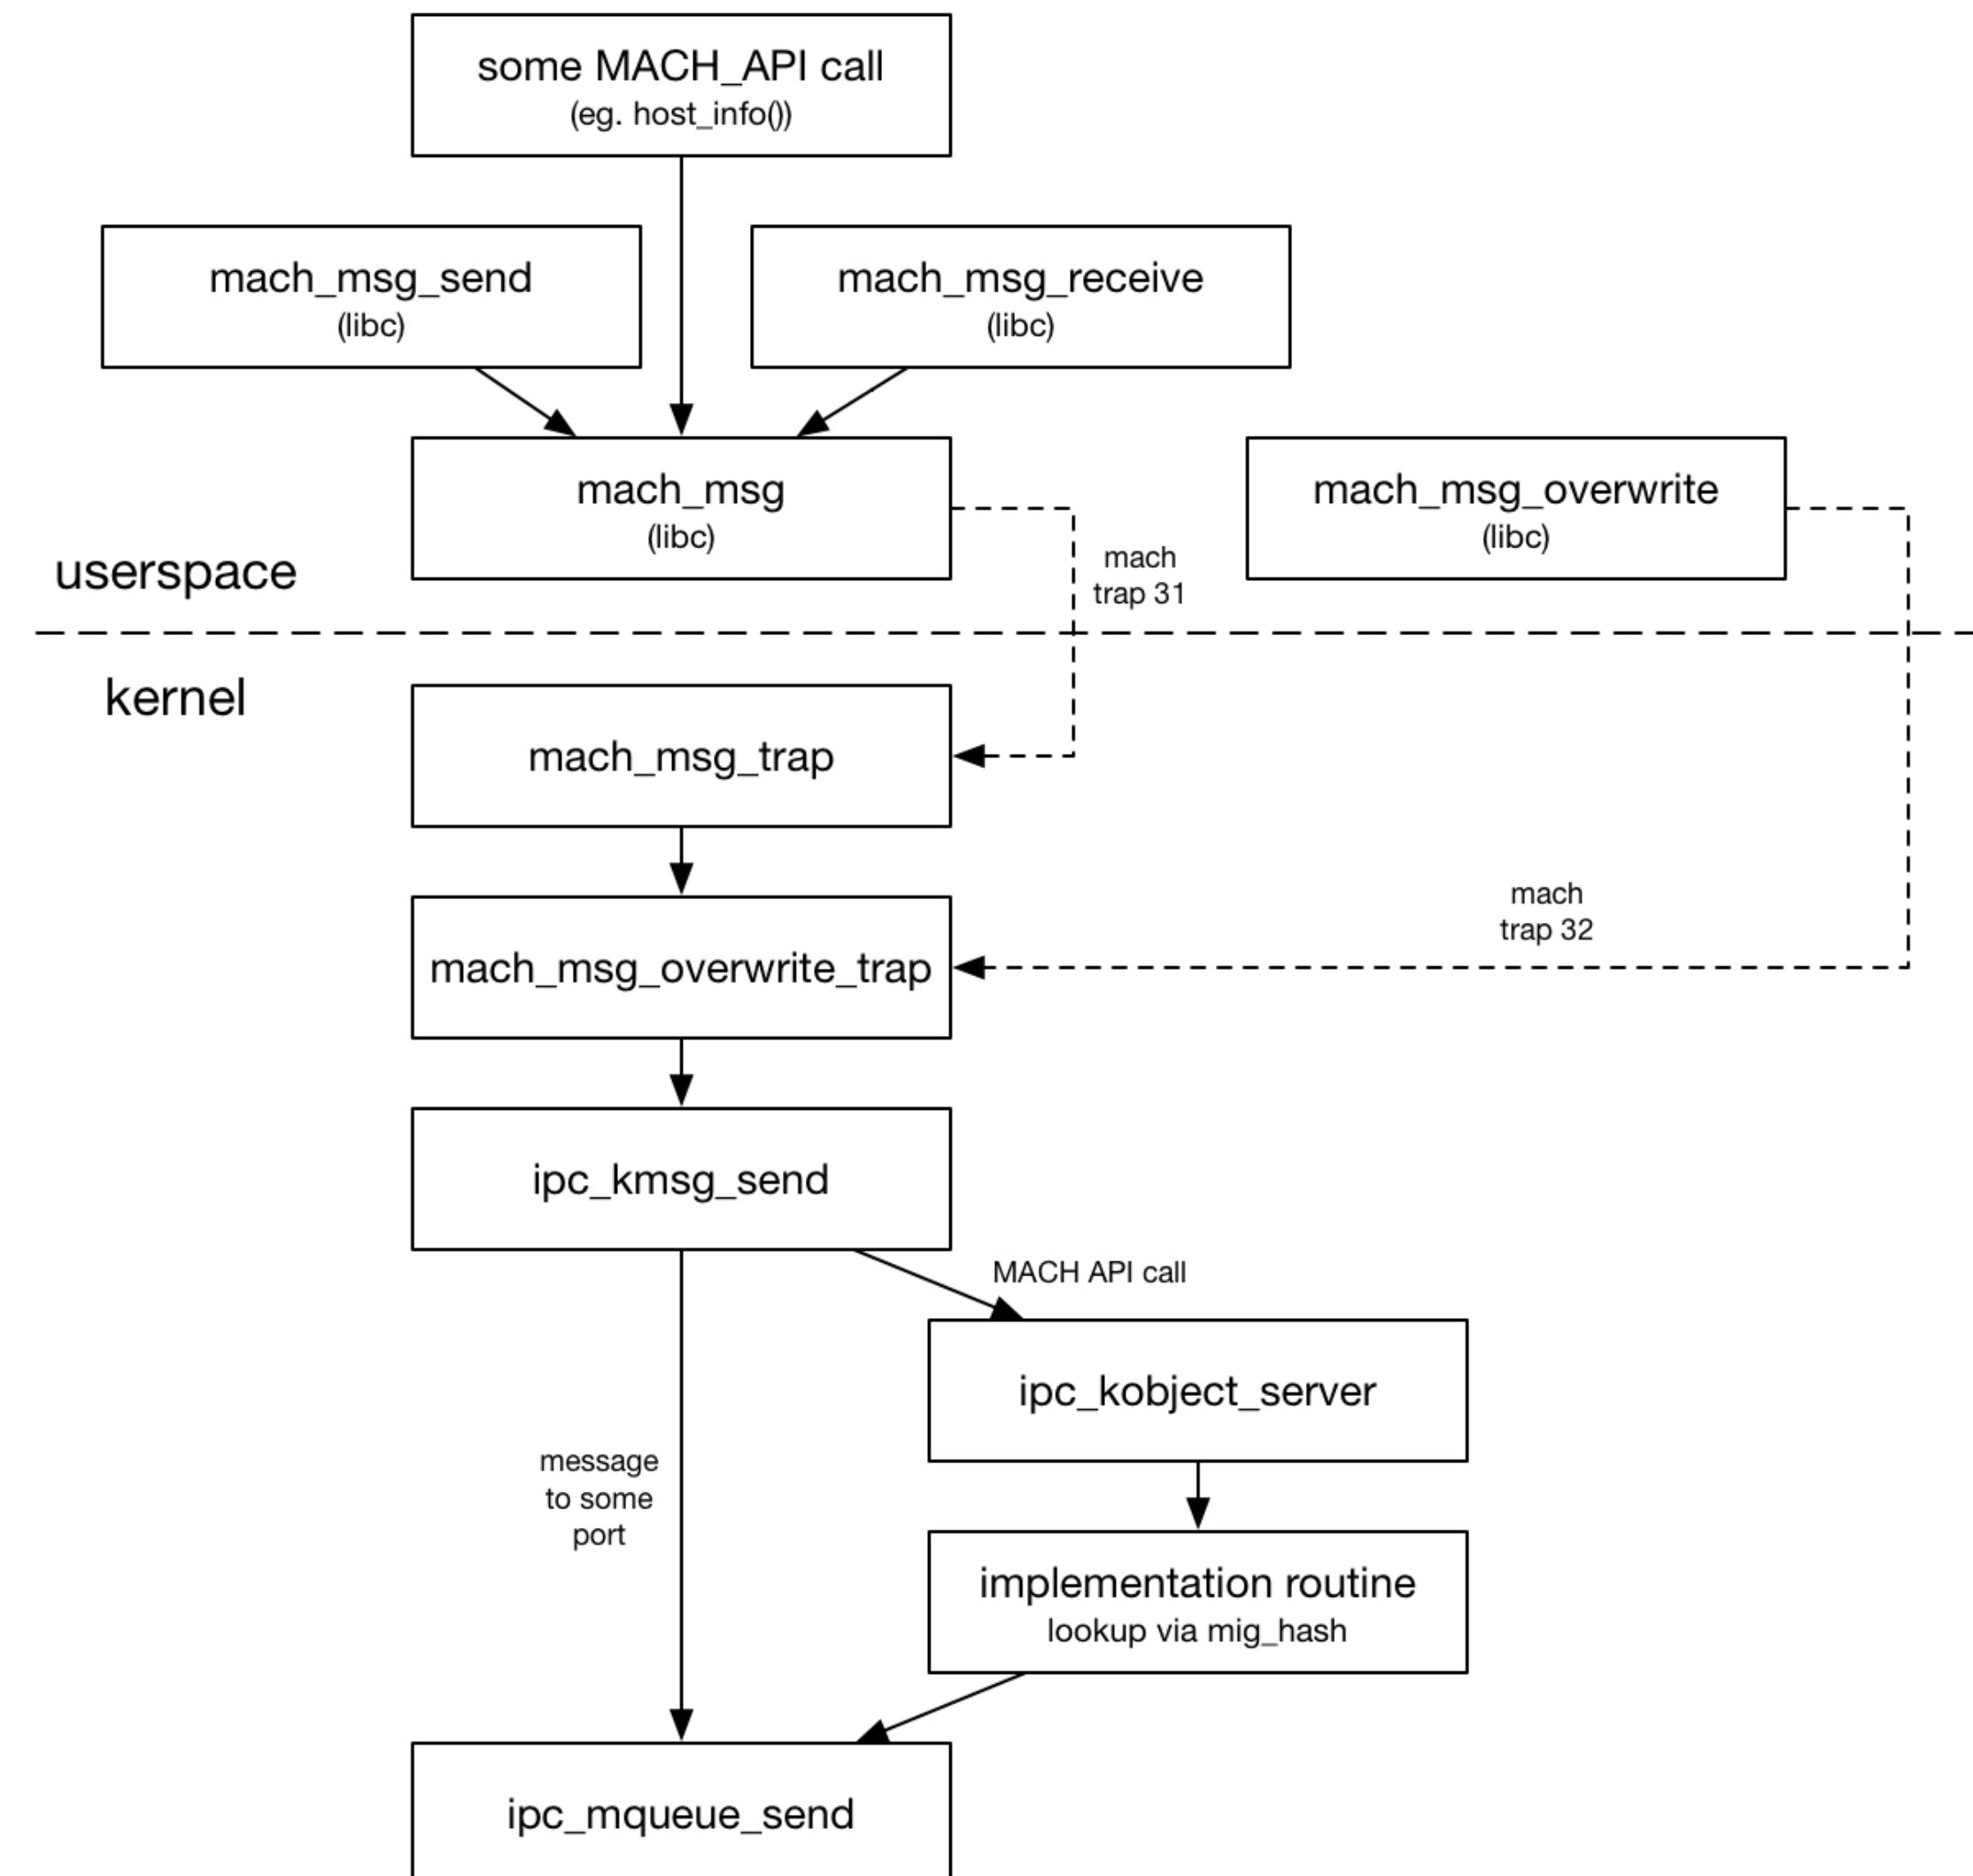 some MACH_API call
(eg. host_info())
mach_msg_send
(libc)
mach_msg_receive
(libc)
mach_msg
(libc)
mach_msg_overwrite
(libc)
mach
trap 31
userspace
kernel
mach_msg_trap
mach
trap 32
mach_msg_overwrite_trap
ipc_kmsg_send
MACH API call
ipc_kobject_server
message
to some
port
implementation routine
lookup via mig_hash
ipc_mqueue_send